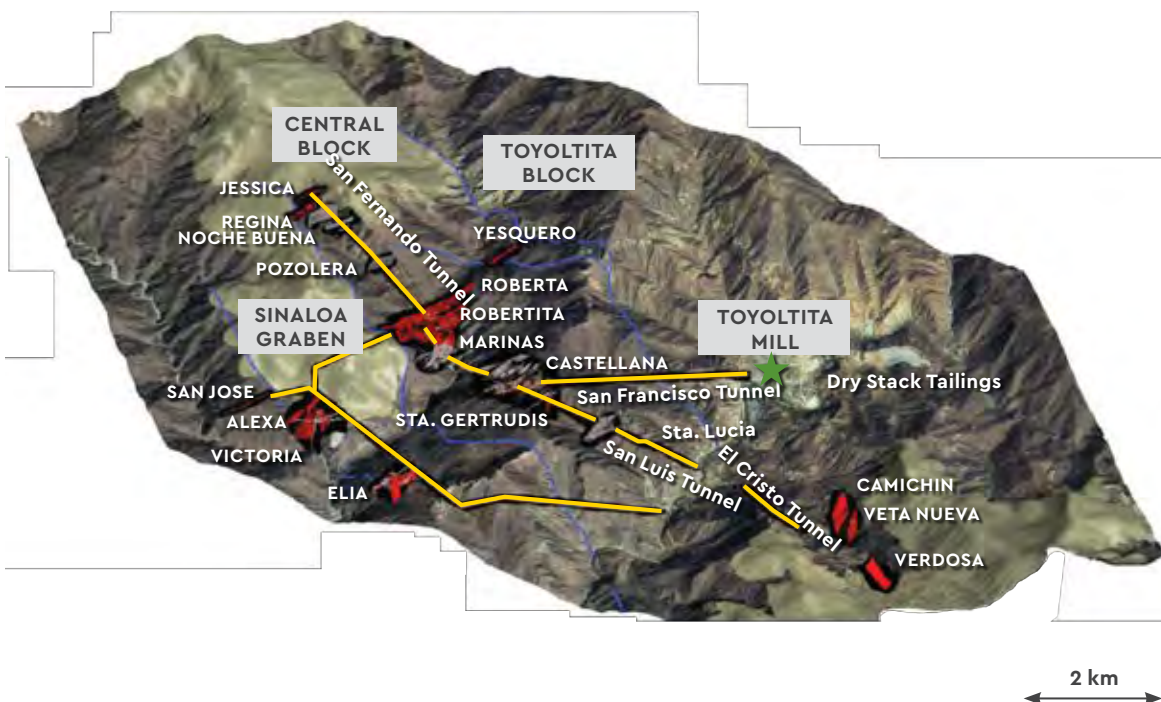 CENTRAL
BLOCK
TOYOLTITA
BLOCK
San Fernando Tunnel
JESSICA
REGINA
NOCHE BUENA
YESQUERO
POZOLERA
ROBERTA
SINALOA
GRABEN
ROBERTITA
TOYOLTITA
MILL
MARINAS
CASTELLANA
Dry Stack Tailings
SAN JOSE
San Francisco Tunnel
ALEXA
STA. GERTRUDIS
Sta. Lucia
VICTORIA
San Luis Tunnel
El Cristo Tunnel
ELIA
CAMICHIN
VETA NUEVA
VERDOSA
2 km